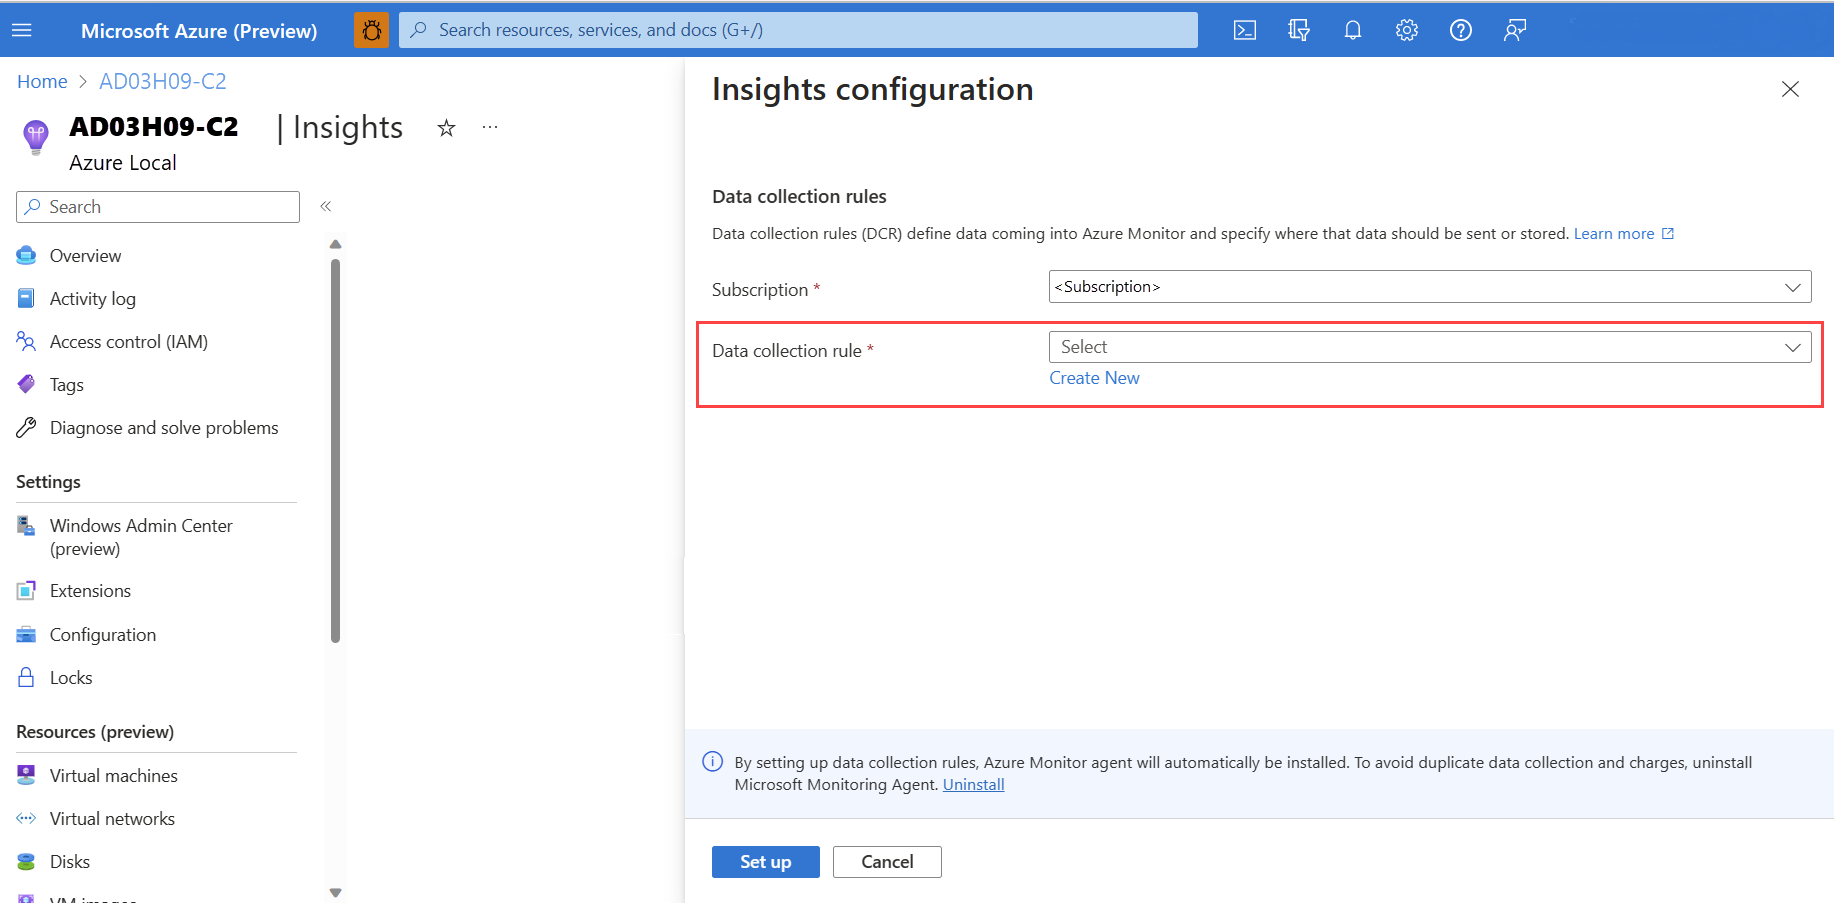 Microsoft Azure (Preview)
Search resources, services, and docs (G+/)
Home > AD03H09-C2
AD03H09-C2 | Insights
Azure Local
Search
Overview
Activity log
Access control (IAM)
Tags
Diagnose and solve problems
Settings
Windows Admin Center
(preview)
Extensions
Configuration
Locks
Resources (preview)
Virtual machines
Virtual networks
Disks
VM images
Insights configuration
Data collection rules
Data collection rules (DCR) define data coming into Azure Monitor and specify where that data should be sent or stored. Learn more
Subscription *
<Subscription>
Data collection rule *
Select
Create New
By setting up data collection rules, Azure Monitor agent will automatically be installed. To avoid duplicate data collection and charges, uninstall
Microsoft Monitoring Agent. Uninstall
Set up
Cancel